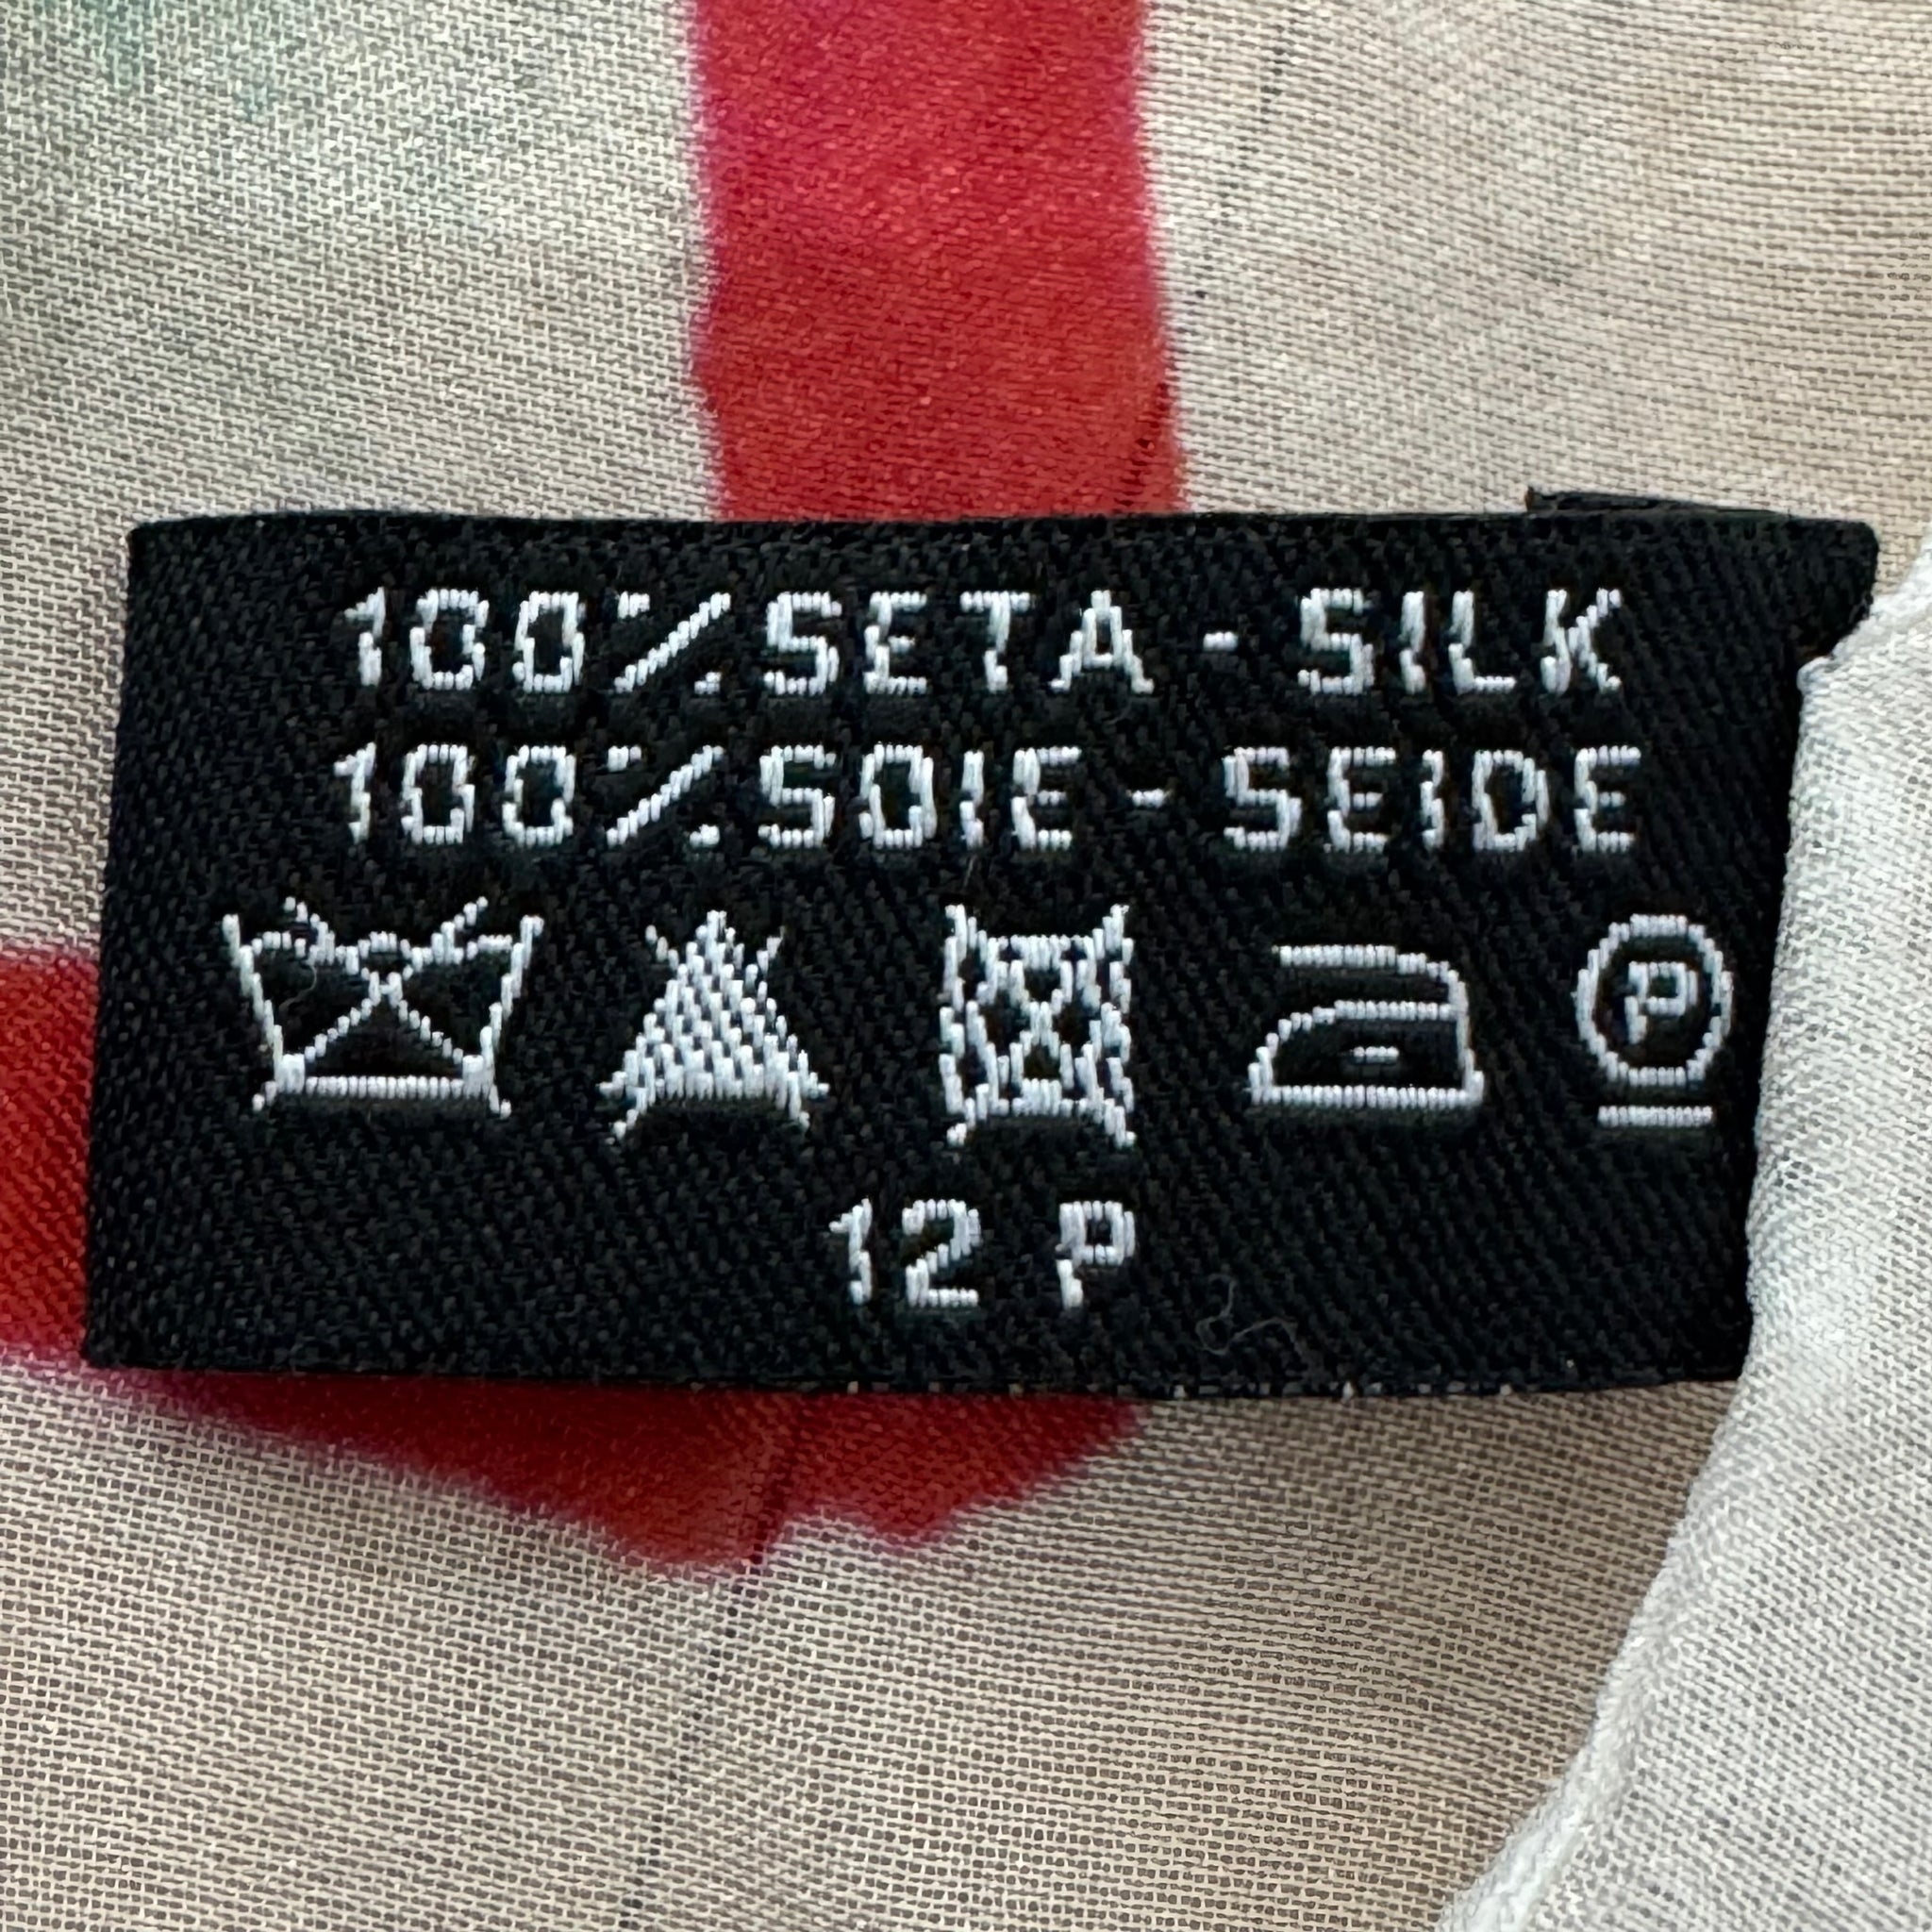 100% SETA - SILK
100% SOIE - SEIDE
P
12 P